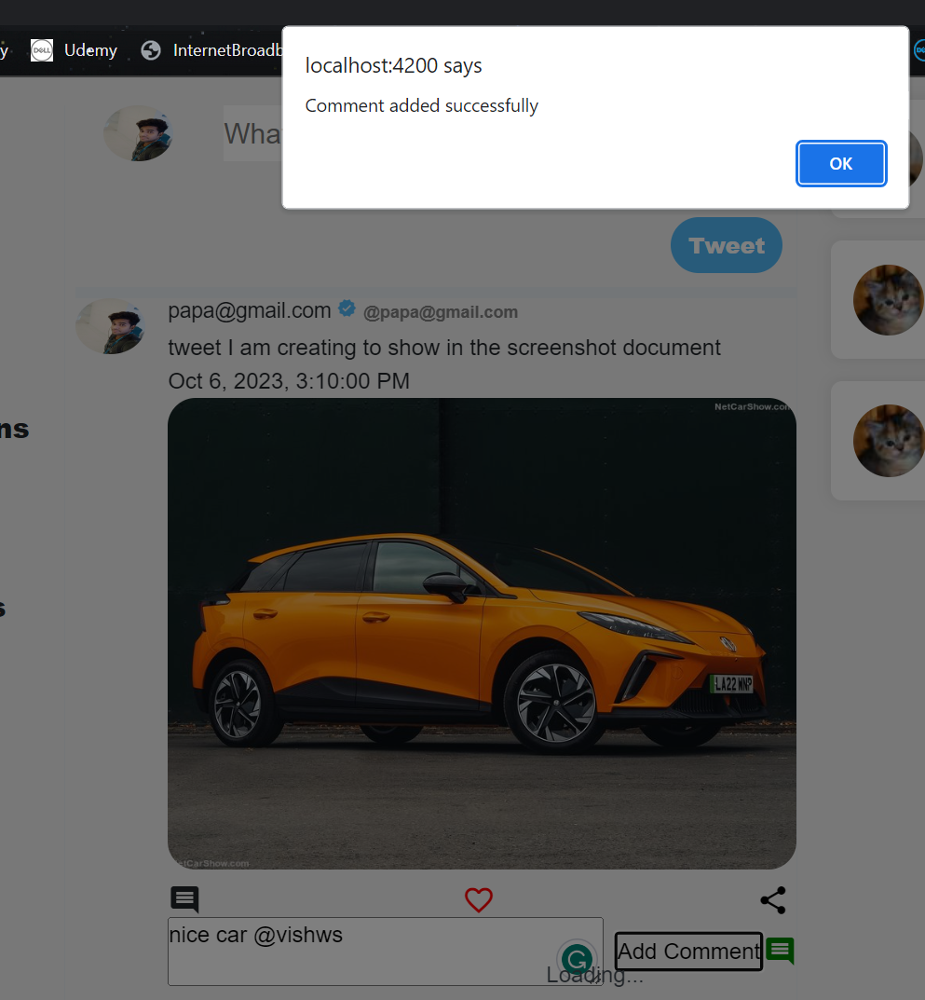 y
DELL
Udemy
InternetBroadb
localhost:4200 says
Comment added successfully
OK
Wha
Tweet
papa@gmail.com @papa@gmail.com
tweet I am creating to show in the screenshot document
Oct 6, 2023, 3:10:00 PM
NetCarShow.com
ns
s
LA22 WNP
tCarShow.com
nice car @vishws
Add Comment
Loading...